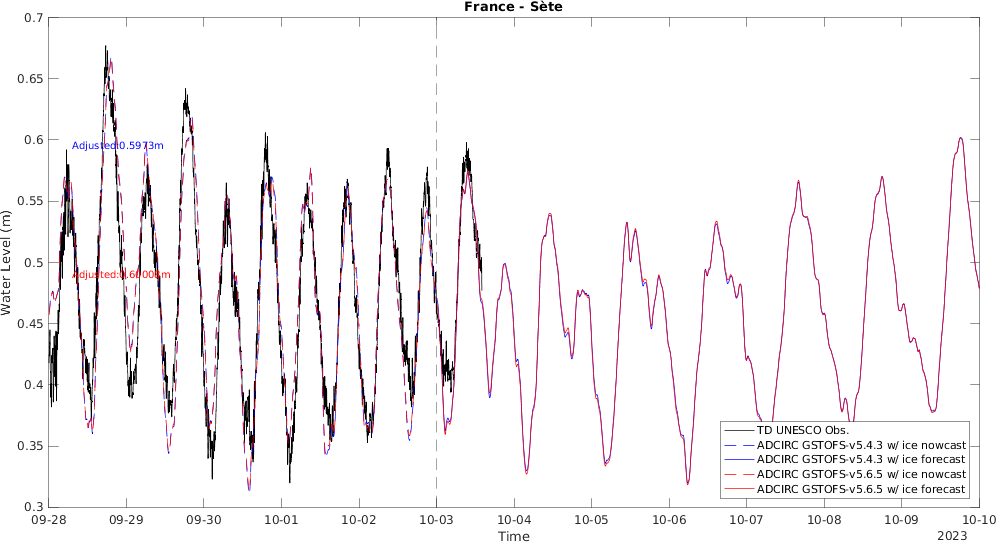 France - Sète
0.7
0.65
0.6
0.55
0.5
0.45
0.4
0.35
0.3
Water Level (m)
Adjusted:0.5973m
TD UNESCO Obs.
ADCIRC GSTOFS-v5.4.3 w/ ice nowcast
ADCIRC GSTOFS-v5.4.3 w/ ice forecast
ADCIRC GSTOFS-v5.6.5 w/ ice nowcast
ADCIRC GSTOFS-v5.6.5 w/ ice forecast
09-28
09-29
09-30
10-01
10-02
10-03
10-04
10-05
10-06
10-07
10-08
10-09
10-10
Time
2023